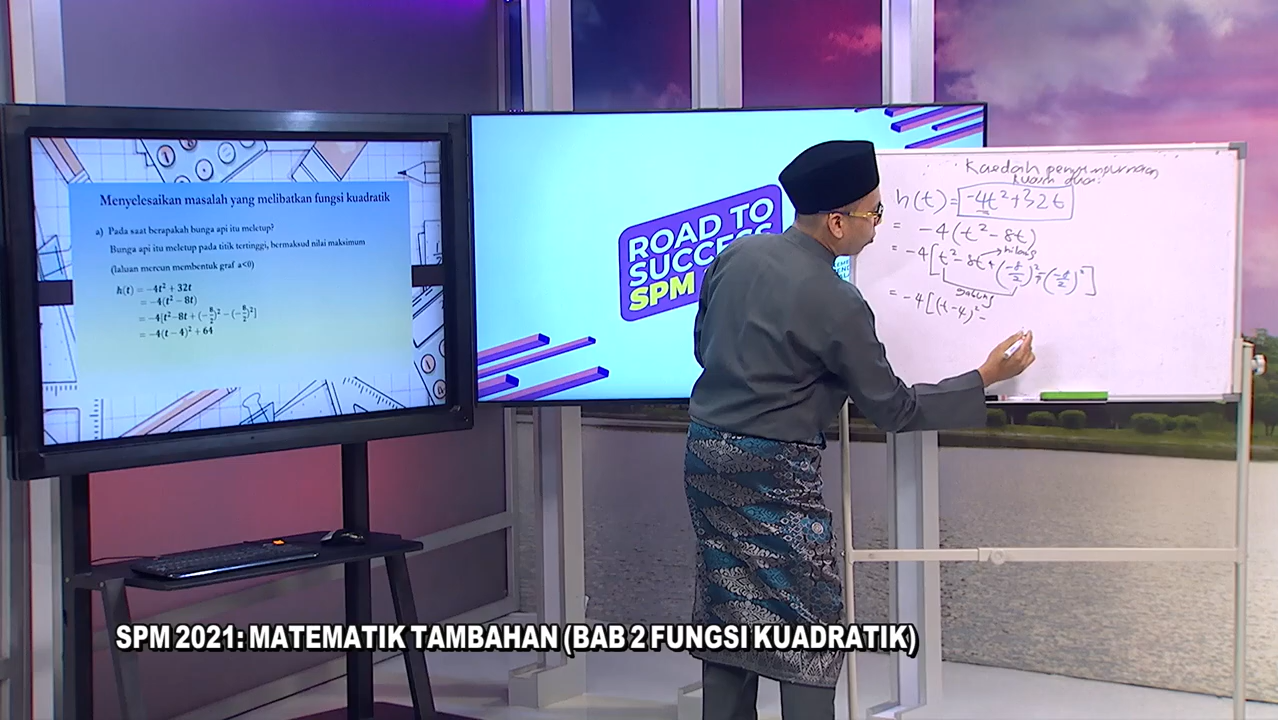 Menyelesaikan masalah yang melibatkan fungsi kuadratik
a) Pada saat berapakah bunga api itu meletup?
Bunga api itu meletup pada titik tertinggi, bermaksud nilai maksimum
(laluan mercun membentuk graf a<0)
h(t) = −4t² + 32t
= −4(t² − 8t)
= −4[t²−8t + (−8/2)² − (−8/2)²]
= −4(t − 4)² + 64
ROAD TO
SUCCESS
SPM
Kaedah penyempurnaan
kuasa dua:
h(t) = -4t²+32t
= -4(t² - 8t)
hilang
= -4[t² - 8t + (-8/2)² - (-8/2)²]
= -4[(t-4)² -
SPM 2021: MATEMATIK TAMBAHAN (BAB 2 FUNGSI KUADRATIK)